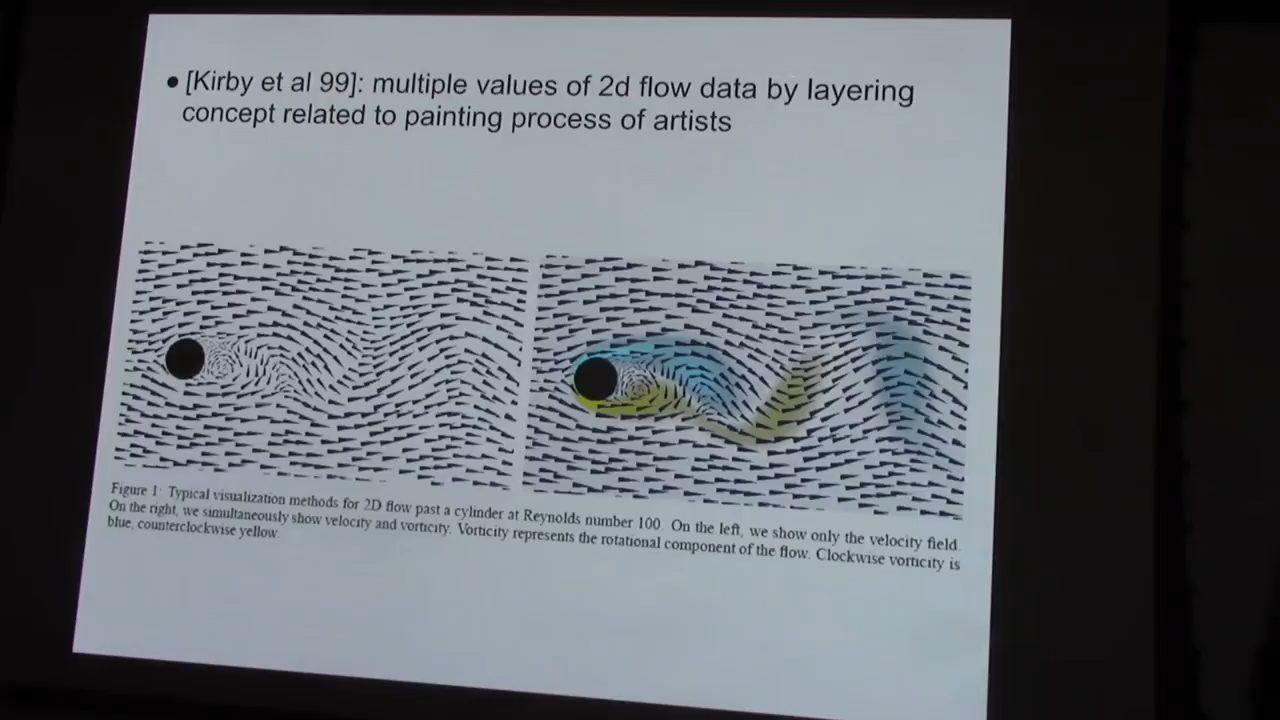 • [Kirby et al 99]: multiple values of 2d flow data by layering
concept related to painting process of artists
Figure 1: Typical visualization methods for 2D flow past a cylinder at Reynolds number 100. On the left, we show only the velocity field.
On the right, we simultaneously show velocity and vorticity. Vorticity represents the rotational component of the flow. Clockwise vorticity is
blue, counterclockwise yellow.